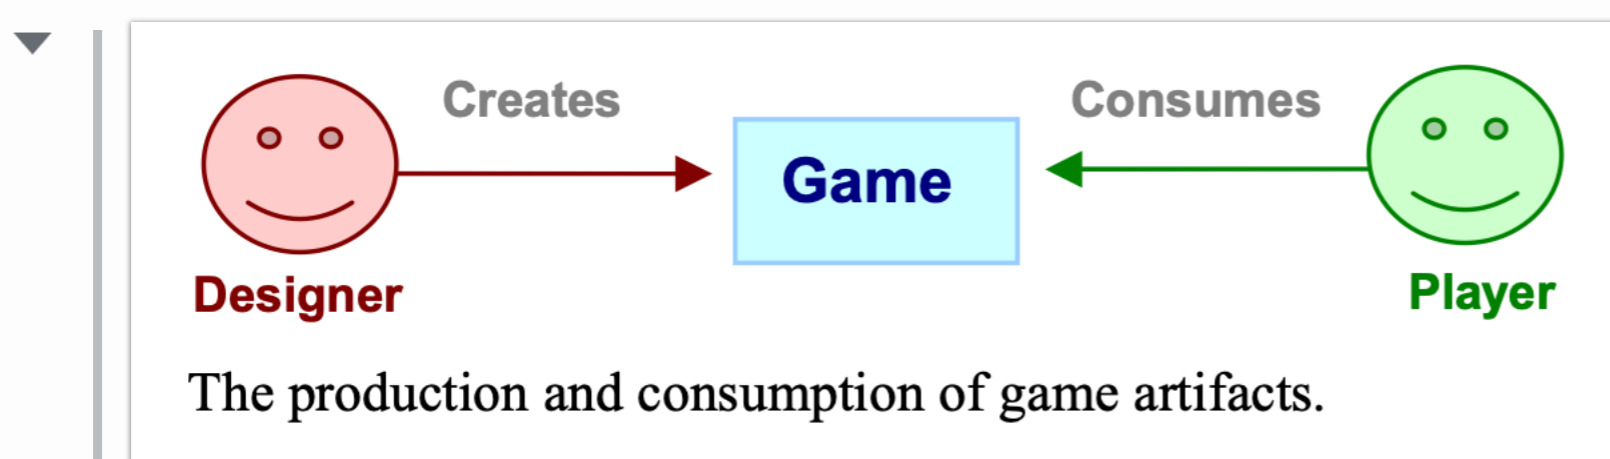 Creates
Consumes
Game
Designer
Player
The production and consumption of game artifacts.